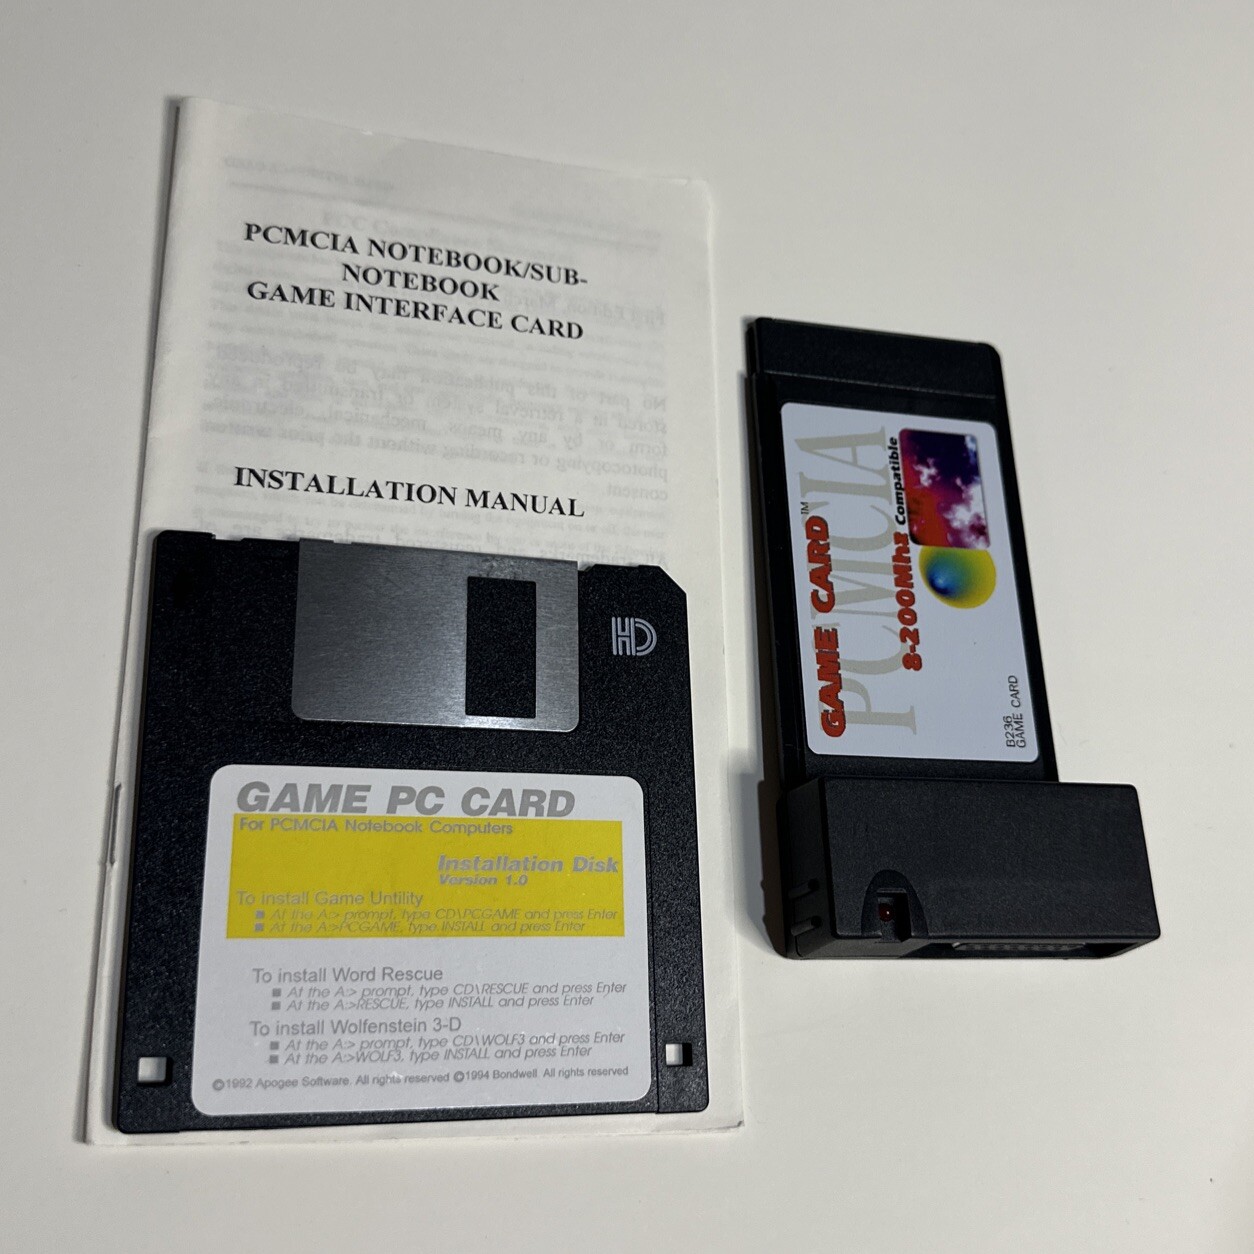 PCMCIA NOTEBOOK/SUB-
NOTEBOOK
GAME INTERFACE CARD
INSTALLATION MANUAL
HD
GAME PC CARD
For PCMCIA Notebook Computers
Installation Disk
Version 1.0
To install Game Untility
At the A:> prompt, type CD\PCGAME and press Enter
At the A:>PCGAME, type INSTALL and press Enter
To install Word Rescue
At the A:> prompt, type CD\RESCUE and press Enter
At the A:>RESCUE, type INSTALL and press Enter
To install Wolfenstein 3-D
At the A:> prompt, type CD\WOLF3 and press Enter
At the A:>WOLF3, type INSTALL and press Enter
©1992 Apogee Software. All rights reserved ©1994 Bondwell. All rights reserved
PCMCIA
GAME CARD™
8-200Mhz Compatible
B236
GAME CARD